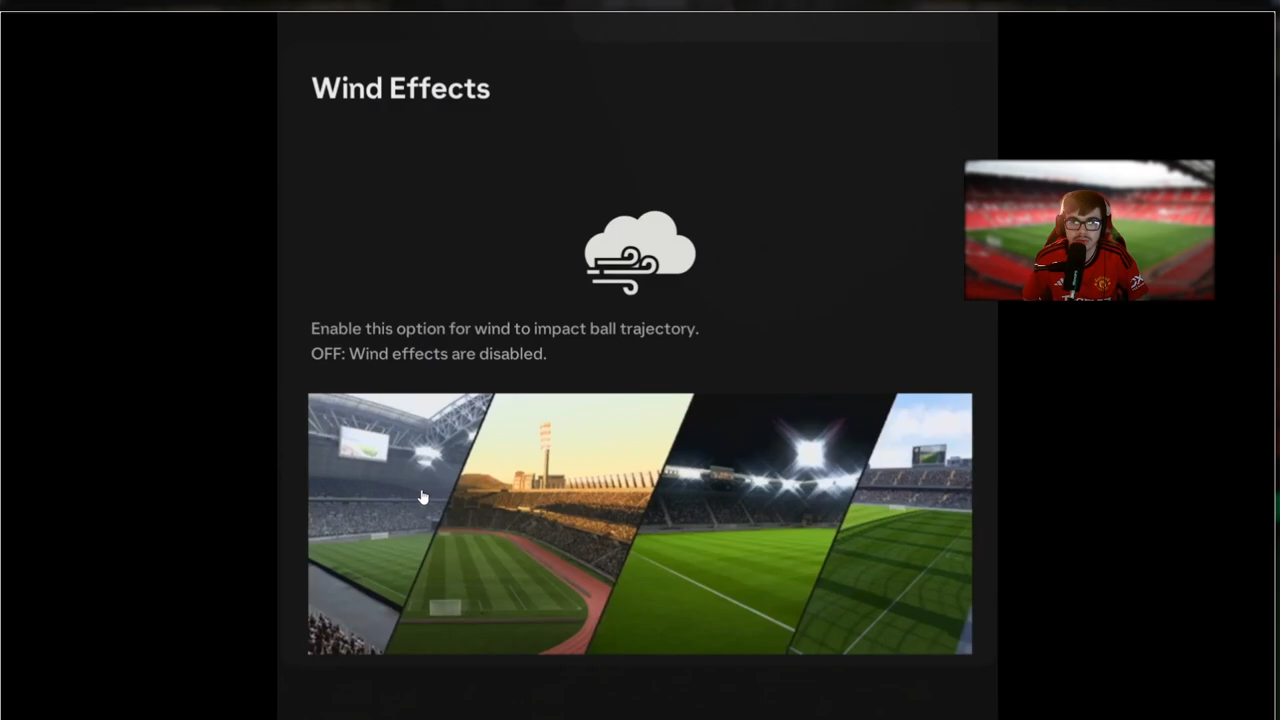 Wind Effects
Enable this option for wind to impact ball trajectory.
OFF: Wind effects are disabled.